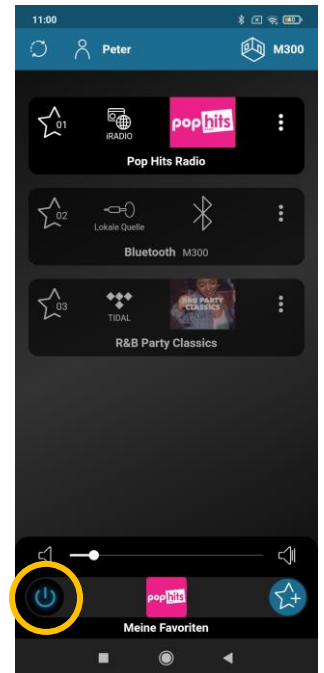 11:00
Peter
M300
01
iRADIO
pop hits
Pop Hits Radio
02
Lokale Quelle
Bluetooth M300
03
TIDAL
R&B PARTY
CLASSICS
R&B Party Classics
pop hits
Meine Favoriten